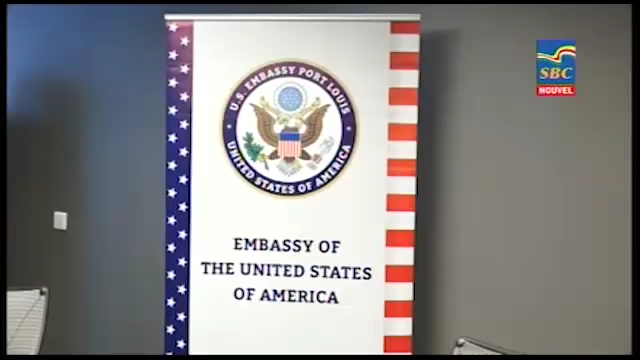 U.S. EMBASSY PORT LOUIS
UNITED STATES OF AMERICA
EMBASSY OF
THE UNITED STATES
OF AMERICA
SBC
NOUVEL